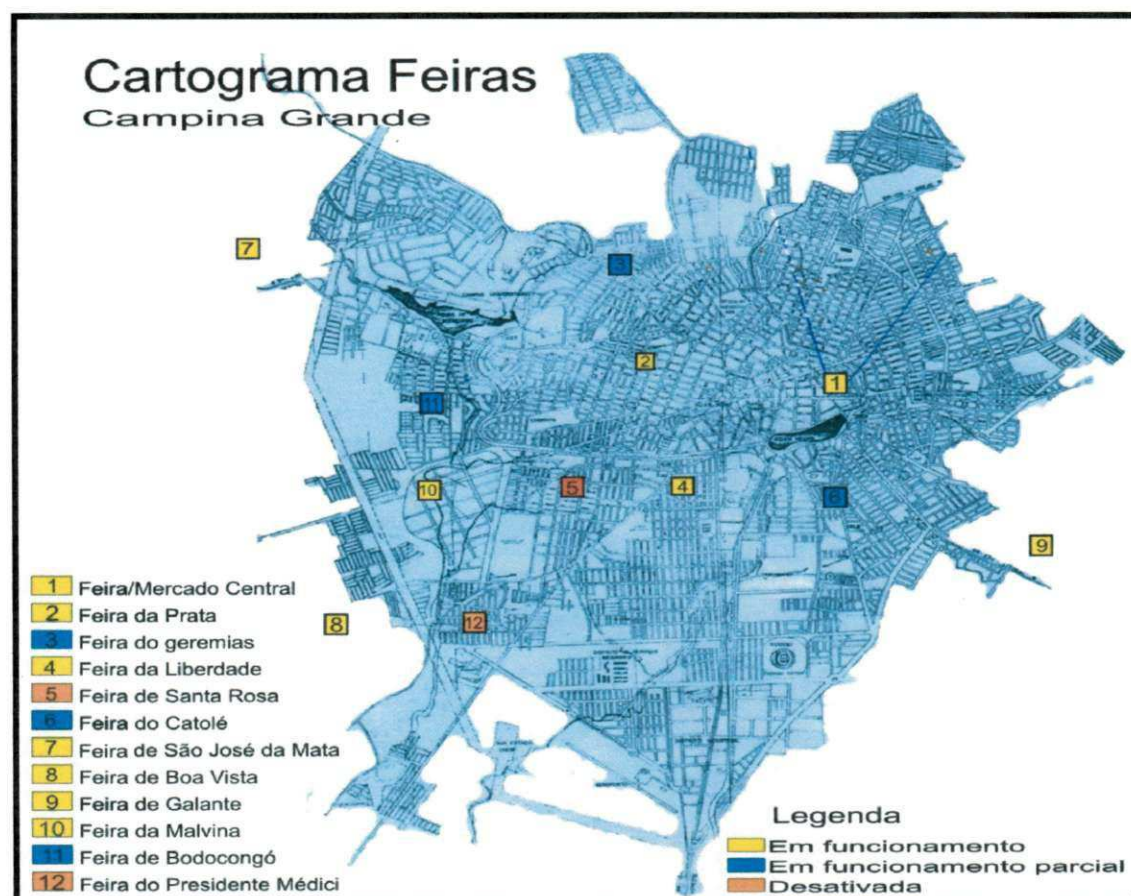 Cartograma Feiras
Campina Grande
7
3
2
1
11
10
5
4
6
9
8
12
1 Feira/Mercado Central
2 Feira da Prata
3 Feira do geremias
4 Feira da Liberdade
5 Feira de Santa Rosa
6 Feira do Catolé
7 Feira de São José da Mata
8 Feira de Boa Vista
9 Feira de Galante
10 Feira da Malvina
11 Feira de Bodocongó
12 Feira do Presidente Médici
Legenda
Em funcionamento
Em funcionamento parcial
Desativada